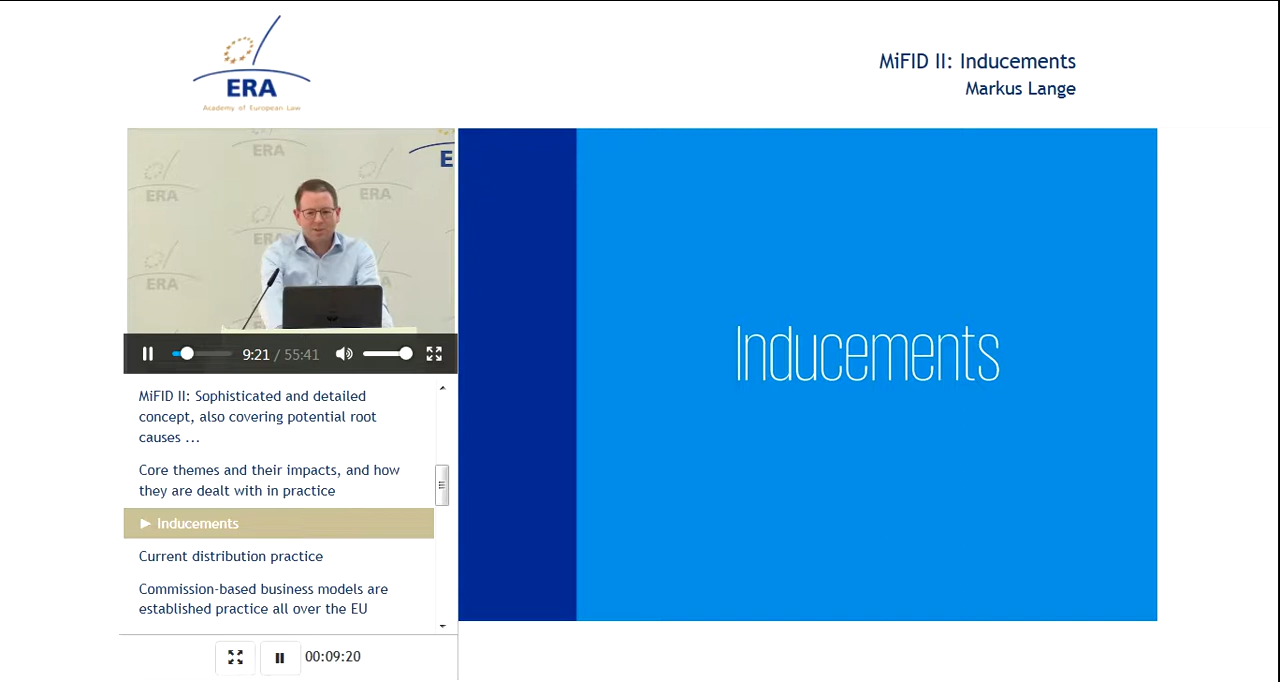 ERA
Academy of European Law
MiFID II: Inducements
Markus Lange
ERA
ERA
ERA
ERA
ERA
E
9:21 / 55:41
MiFID II: Sophisticated and detailed
concept, also covering potential root
causes ...
Core themes and their impacts, and how
they are dealt with in practice
Inducements
Current distribution practice
Commission-based business models are
established practice all over the EU
00:09:20
Inducements